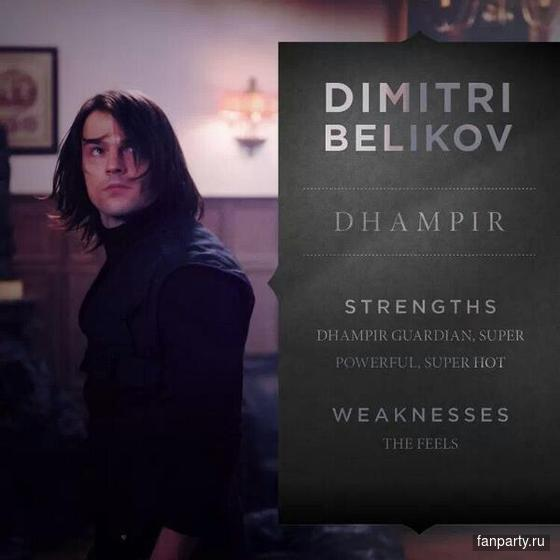 DIMITRI
BELIKOV
DHAMPIR
STRENGTHS
DHAMPIR GUARDIAN, SUPER
POWERFUL, SUPER HOT
WEAKNESSES
THE FEELS
fanparty.ru